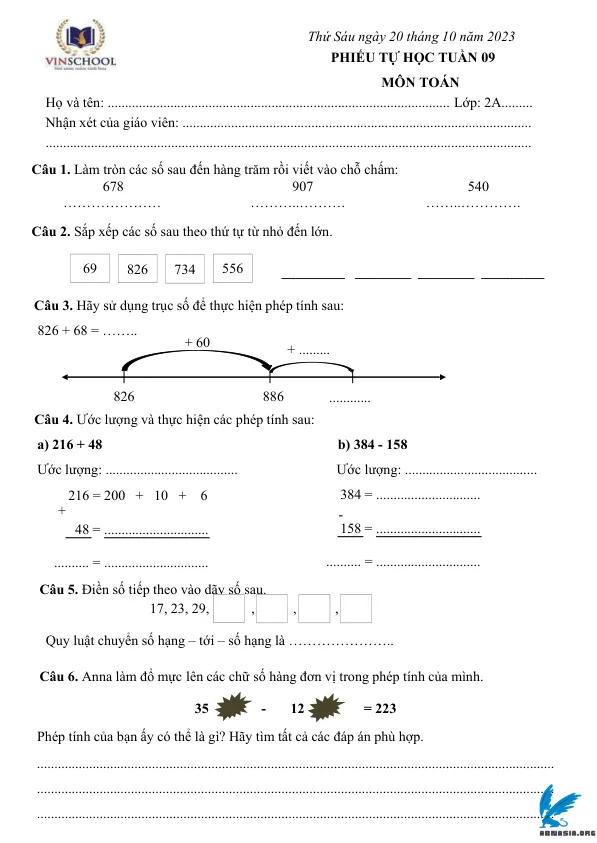 Thứ Sáu ngày 20 tháng 10 năm 2023
VINSCHOOL
PHIẾU TỰ HỌC TUẦN 09
MÔN TOÁN
Họ và tên: .................................................................................................. Lớp: 2A.........
Nhận xét của giáo viên: ....................................................................................................
...........................................................................................................................................
Câu 1. Làm tròn các số sau đến hàng trăm rồi viết vào chỗ chấm:
678 907 540
………………… ………..………. ……..………….
Câu 2. Sắp xếp các số sau theo thứ tự từ nhỏ đến lớn.
69 826 734 556 _________ ________ ________ _________
Câu 3. Hãy sử dụng trục số để thực hiện phép tính sau:
826 + 68 = ……..
+ 60 + .........
826 886 ............
Câu 4. Ước lượng và thực hiện các phép tính sau:
a) 216 + 48 b) 384 - 158
Ước lượng: ...................................... Ước lượng: ......................................
216 = 200 + 10 + 6 384 = ..............................
+ -
48 = .............................. 158 = ..............................
.......... = .............................. .......... = ..............................
Câu 5. Điền số tiếp theo vào dãy số sau.
17, 23, 29, , , ,
Quy luật chuyển số hạng – tới – số hạng là …………………..
Câu 6. Anna làm đổ mực lên các chữ số hàng đơn vị trong phép tính của mình.
35 - 12 = 223
Phép tính của bạn ấy có thể là gì? Hãy tìm tất cả các đáp án phù hợp.
....................................................................................................................................................
....................................................................................................................................................
....................................................................................................................................................
ABNASIA.ORG